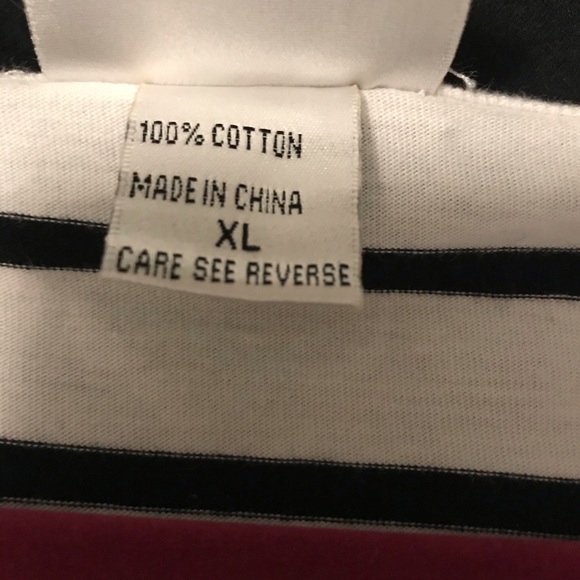 100% COTTON
MADE IN CHINA
XL
CARE SEE REVERSE